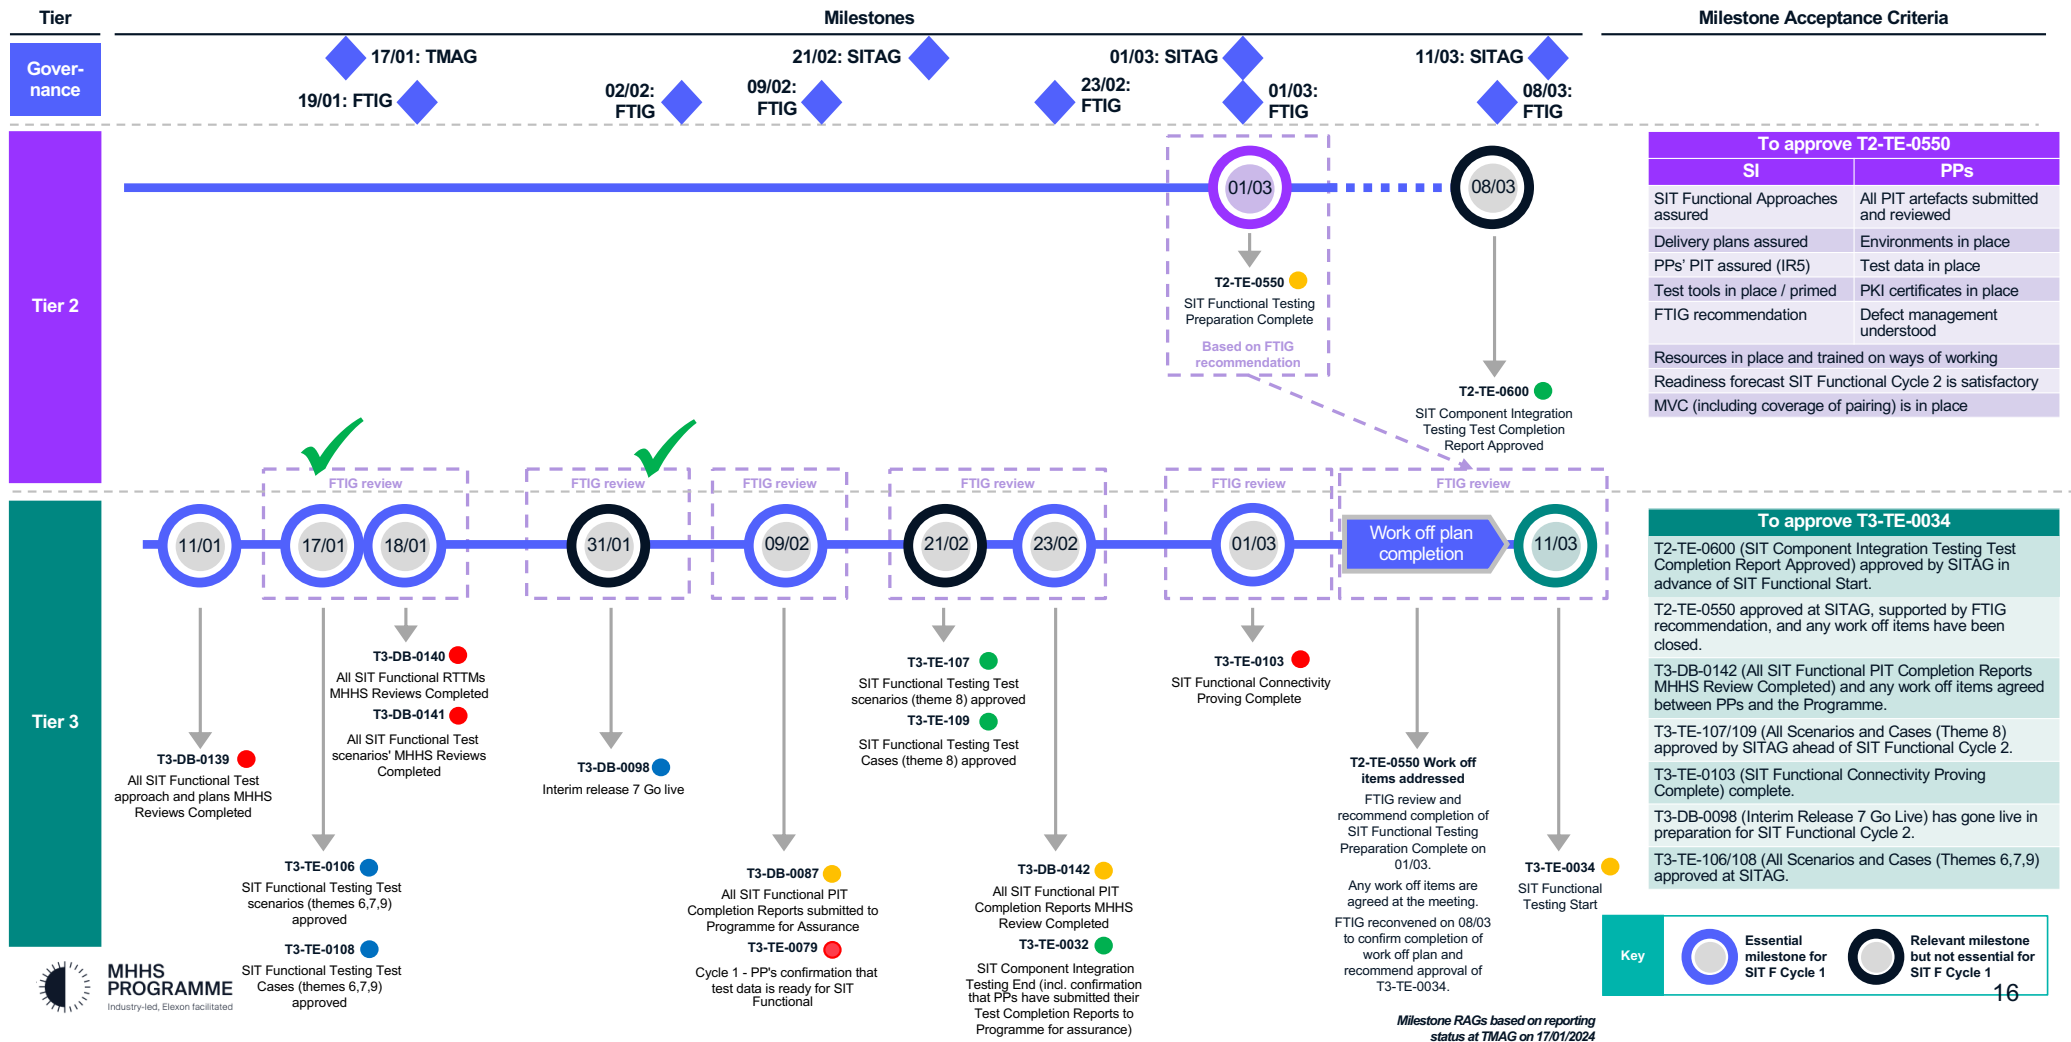 Tier
Milestones
Milestone Acceptance Criteria
Gover-
nance
17/01: TMAG
19/01: FTIG
02/02:
FTIG
21/02: SITAG
09/02:
FTIG
01/03: SITAG
23/02:
FTIG
01/03:
FTIG
11/03: SITAG
08/03:
FTIG
Tier 2
01/03
08/03
T2-TE-0550
SIT Functional Testing
Preparation Complete
Based on FTIG
recommendation
T2-TE-0600
SIT Component Integration
Testing Test Completion
Report Approved
To approve T2-TE-0550
SI
PPs
SIT Functional Approaches
assured
All PIT artefacts submitted
and reviewed
Delivery plans assured
Environments in place
PPs' PIT assured (IR5)
Test data in place
Test tools in place / primed
PKI certificates in place
FTIG recommendation
Defect management
understood
Resources in place and trained on ways of working
Readiness forecast SIT Functional Cycle 2 is satisfactory
MVC (including coverage of pairing) is in place
Tier 3
FTIG review
FTIG review
FTIG review
FTIG review
FTIG review
FTIG review
11/01
17/01
18/01
31/01
09/02
21/02
23/02
01/03
Work off plan
completion
11/03
T3-DB-0139
All SIT Functional Test
approach and plans MHHS
Reviews Completed
T3-DB-0140
All SIT Functional RTTMs
MHHS Reviews Completed
T3-DB-0141
All SIT Functional Test
scenarios' MHHS Reviews
Completed
T3-TE-0106
SIT Functional Testing Test
scenarios (themes 6,7,9)
approved
T3-TE-0108
SIT Functional Testing Test
Cases (themes 6,7,9)
approved
T3-DB-0098
Interim release 7 Go live
T3-DB-0087
All SIT Functional PIT
Completion Reports submitted to
Programme for Assurance
T3-TE-0079
Cycle 1 - PP's confirmation that
test data is ready for SIT
Functional
T3-TE-107
SIT Functional Testing Test
scenarios (theme 8) approved
T3-TE-109
SIT Functional Testing Test
Cases (theme 8) approved
T3-DB-0142
All SIT Functional PIT
Completion Reports MHHS
Review Completed
T3-TE-0032
SIT Component Integration
Testing End (incl. confirmation
that PPs have submitted their
Test Completion Reports to
Programme for assurance)
T3-TE-0103
SIT Functional Connectivity
Proving Complete
T2-TE-0550 Work off
items addressed
FTIG review and
recommend completion of
SIT Functional Testing
Preparation Complete on
01/03.
Any work off items are
agreed at the meeting.
FTIG reconvened on 08/03
to confirm completion of
work off plan and
recommend approval of
T3-TE-0034.
T3-TE-0034
SIT Functional
Testing Start
To approve T3-TE-0034
T2-TE-0600 (SIT Component Integration Testing Test
Completion Report Approved) approved by SITAG in
advance of SIT Functional Start.
T2-TE-0550 approved at SITAG, supported by FTIG
recommendation, and any work off items have been
closed.
T3-DB-0142 (All SIT Functional PIT Completion Reports
MHHS Review Completed) and any work off items agreed
between PPs and the Programme.
T3-TE-107/109 (All Scenarios and Cases (Theme 8)
approved by SITAG ahead of SIT Functional Cycle 2.
T3-TE-0103 (SIT Functional Connectivity Proving
Complete) complete.
T3-DB-0098 (Interim Release 7 Go Live) has gone live in
preparation for SIT Functional Cycle 2.
T3-TE-106/108 (All Scenarios and Cases (Themes 6,7,9)
approved at SITAG.
Key
Essential
milestone for
SIT F Cycle 1
Relevant milestone
but not essential for
SIT F Cycle 1
16
MHHS
PROGRAMME
Industry-led, Elexon facilitated
Milestone RAGs based on reporting
status at TMAG on 17/01/2024